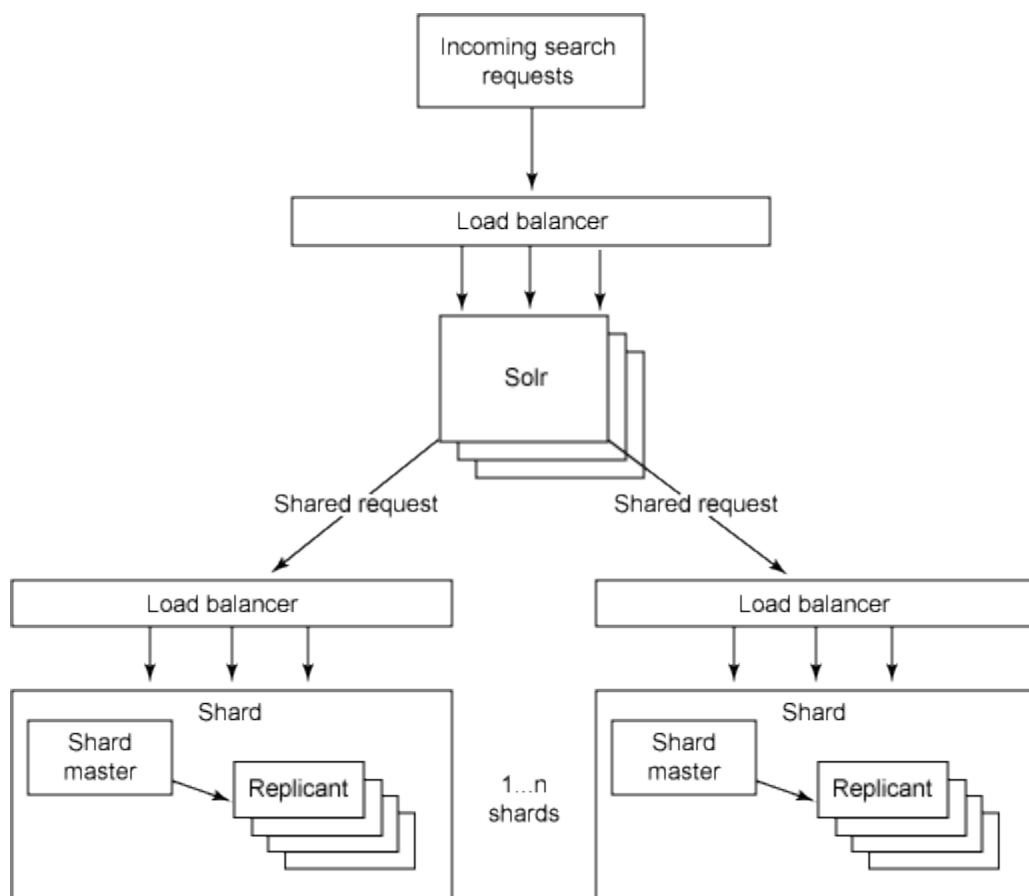 Incoming search
requests
Load balancer
Solr
Shared request
Shared request
Load balancer
Load balancer
Shard
Shard
Shard
master
Shard
master
Replicant
Replicant
1...n
shards